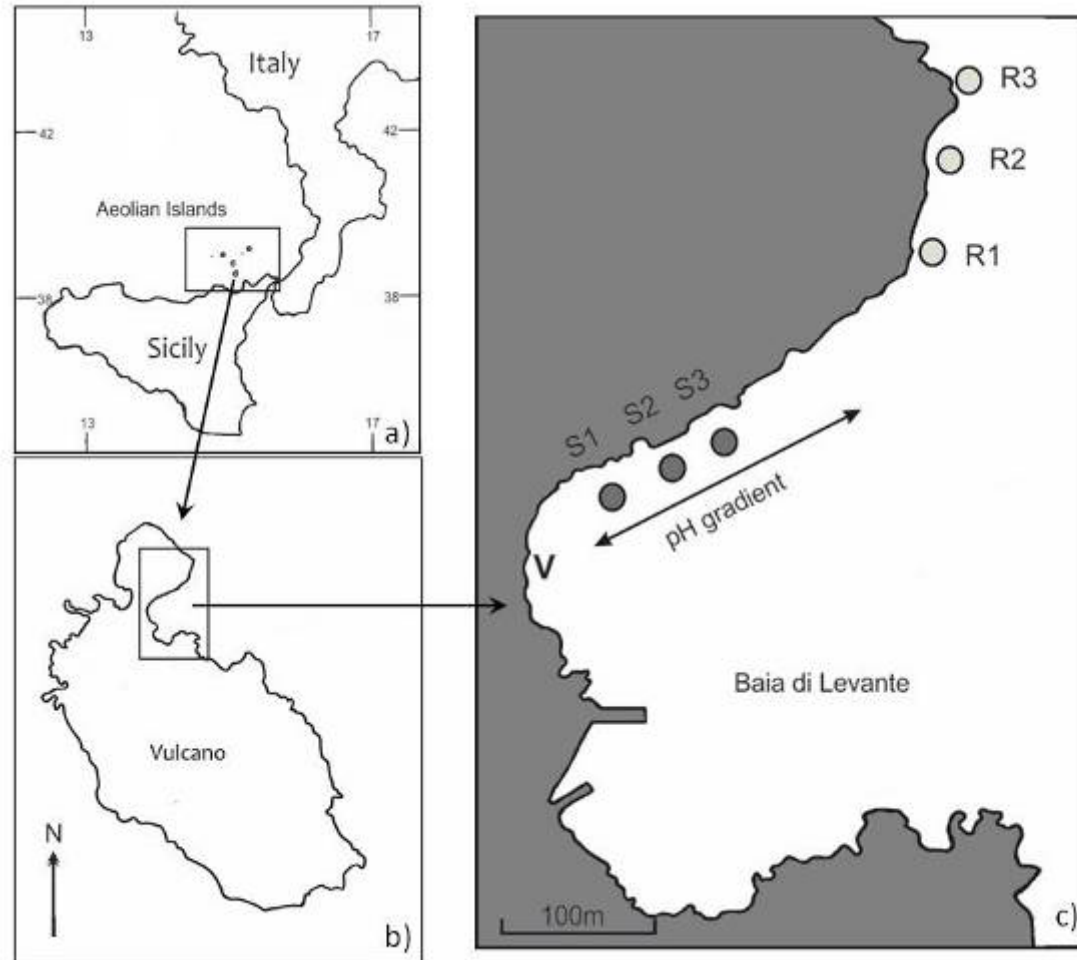 13
17
Italy
42
42
Aeolian Islands
38
38
Sicily
13
17
a)
Vulcano
N
b)
R3
R2
R1
S1
S2
S3
pH gradient
V
Baia di Levante
100m
c)